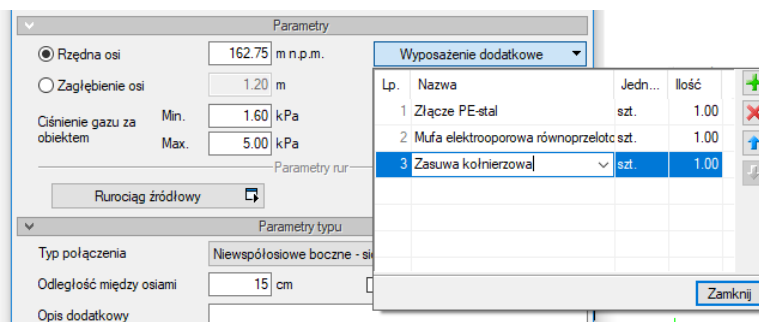 Parametry
Rzędna osi 162.75 m n.p.m. Wyposażenie dodatkowe
Zagłębienie osi 1.20 m
Ciśnienie gazu za obiektem
Min. 1.60 kPa
Max. 5.00 kPa
Parametry rur
Rurociąg źródłowy
Parametry typu
Typ połączenia Niewspółosiowe boczne -
Odległość między osiami 15 cm
Opis dodatkowy
Lp. Nazwa Jedn... Ilość
1 Złącze PE-stal szt. 1.00
2 Mufa elektrooporowa równoprzeloto szt. 1.00
3 Zasuwa kołnierzowa szt. 1.00
Zamknij